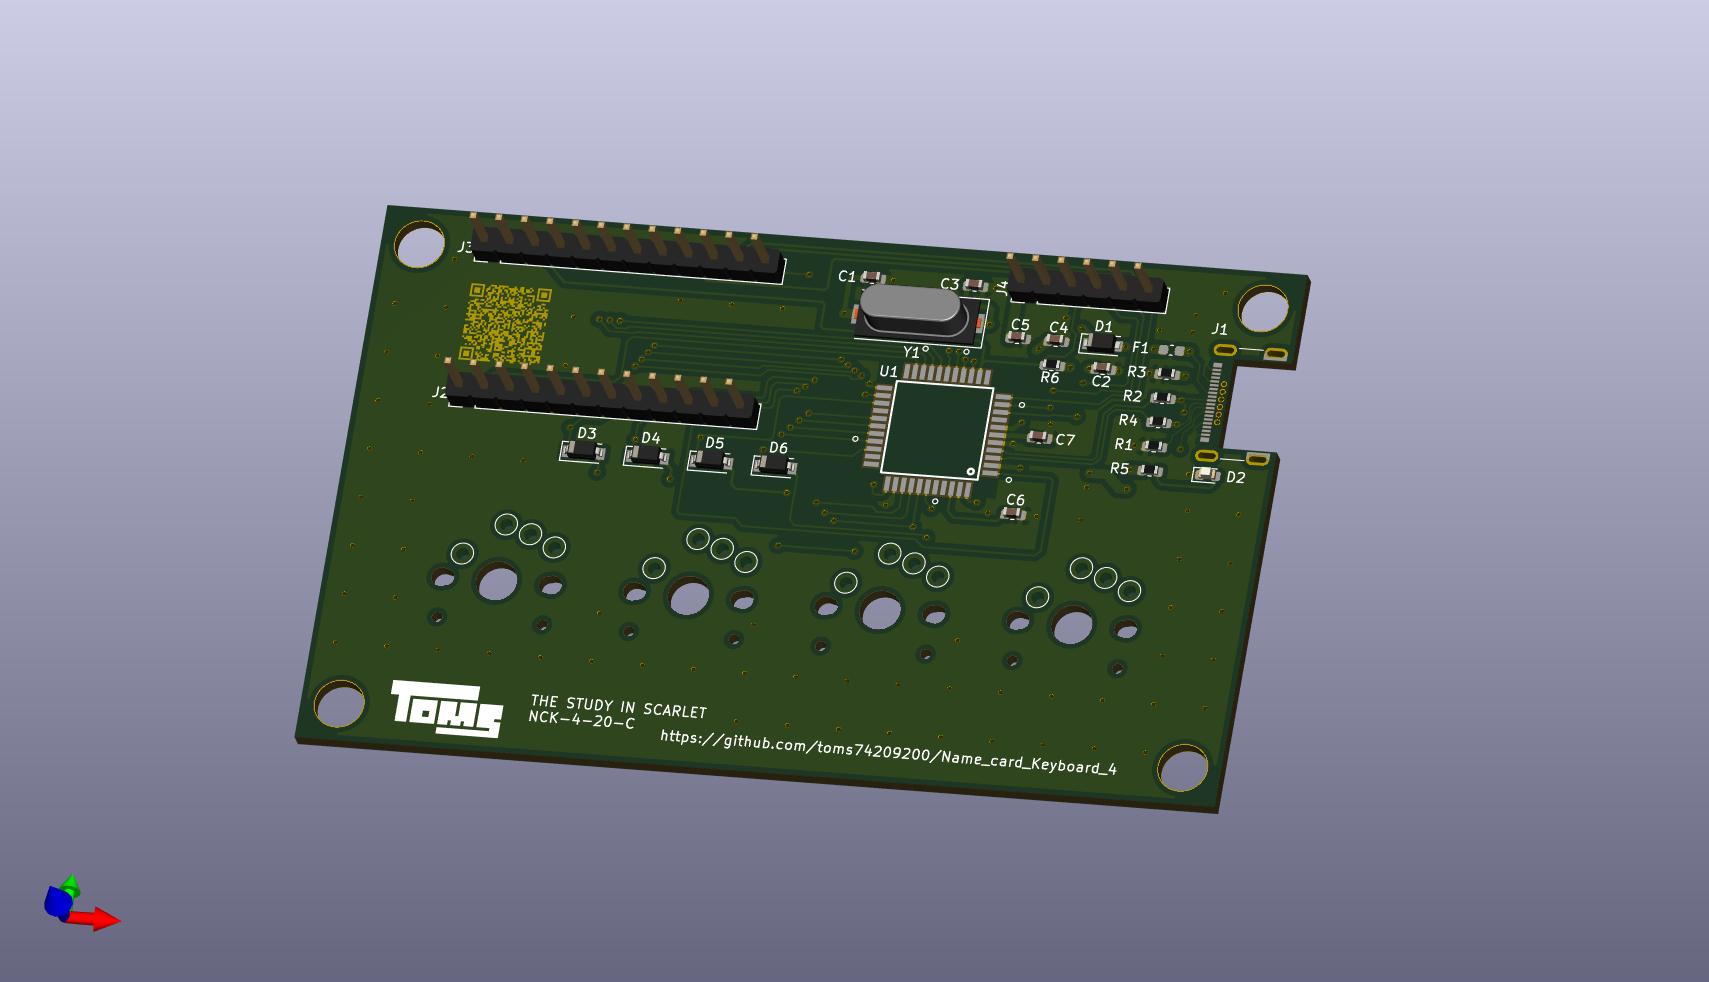 J3
C1
C3
J4
C5
C4
D1
J1
Y1
F1
U1
R6
C2
R3
J2
R2
R4
D3
D4
D5
D6
C7
R1
R5
D2
C6
TOMS
THE STUDY IN SCARLET
NCK-4-20-C
https://github.com/toms74209200/Name_card_Keyboard_4